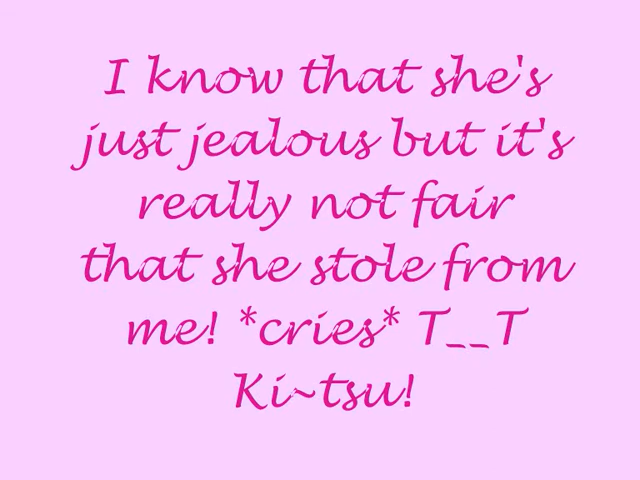 I know that she's
just jealous but it's
really not fair
that she stole from
me! *cries* T__T
Ki~tsu!